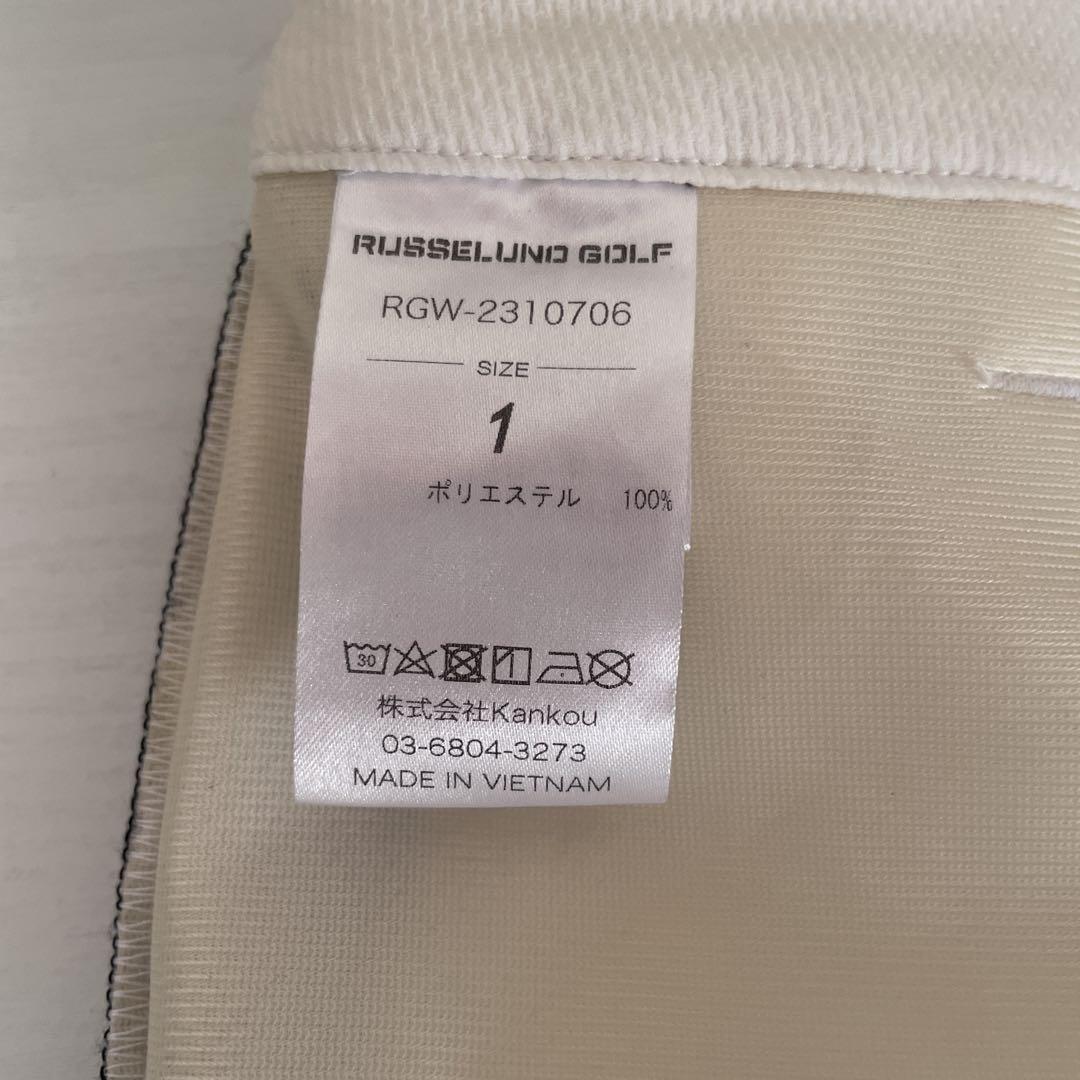 RUSSELUNO GOLF
RGW-2310706
SIZE
1
ポリエステル 100%
30
株式会社Kankou
03-6804-3273
MADE IN VIETNAM